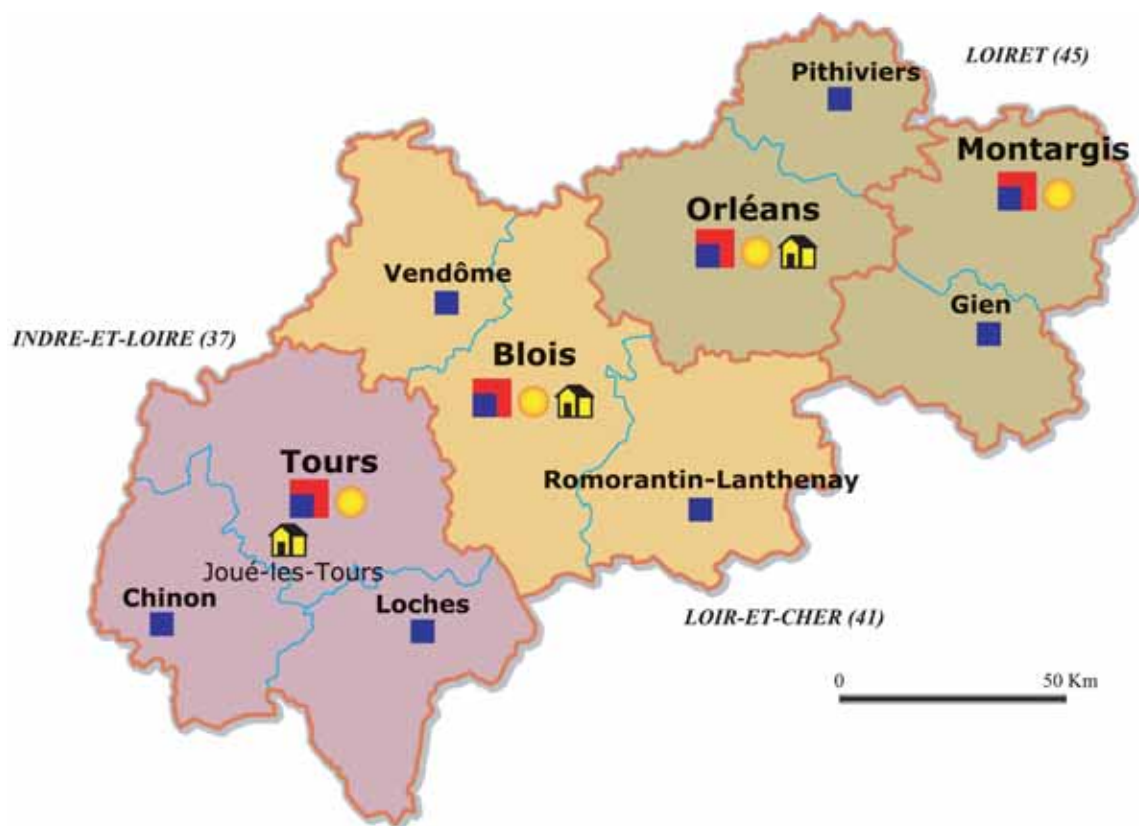 LOIRET (45)
Pithiviers
Montargis
Orléans
Vendôme
Gien
INDRE-ET-LOIRE (37)
Blois
Tours
Romorantin-Lanthenay
Joué-les-Tours
Chinon
Loches
LOIR-ET-CHER (41)
0 50 Km